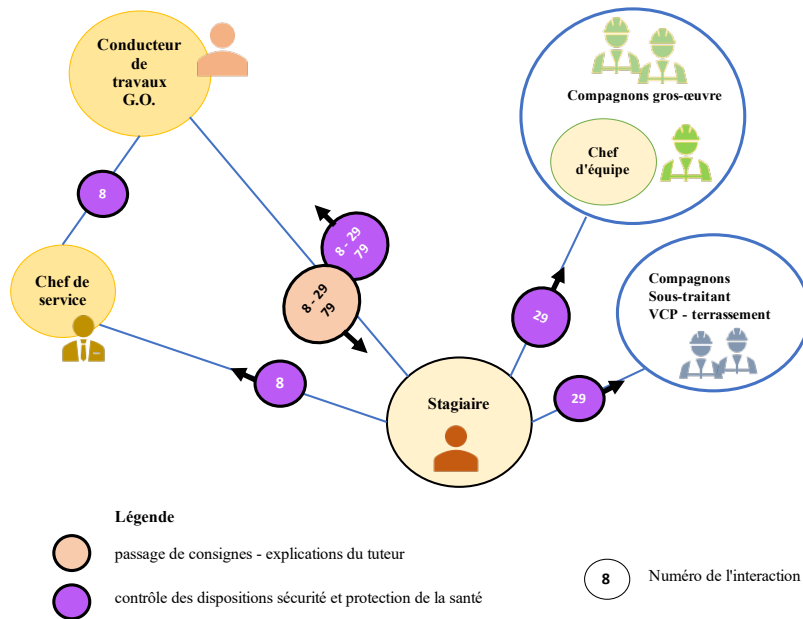 Conducteur
de
travaux
G.O.
Compagnons gros-œuvre
Chef
d'équipe
8
8 - 29
79
8 - 29
79
Chef de
service
Compagnons
Sous-traitant
VCP - terrassement
29
8
29
Stagiaire
Légende
passage de consignes - explications du tuteur
8
Numéro de l'interaction
contrôle des dispositions sécurité et protection de la santé